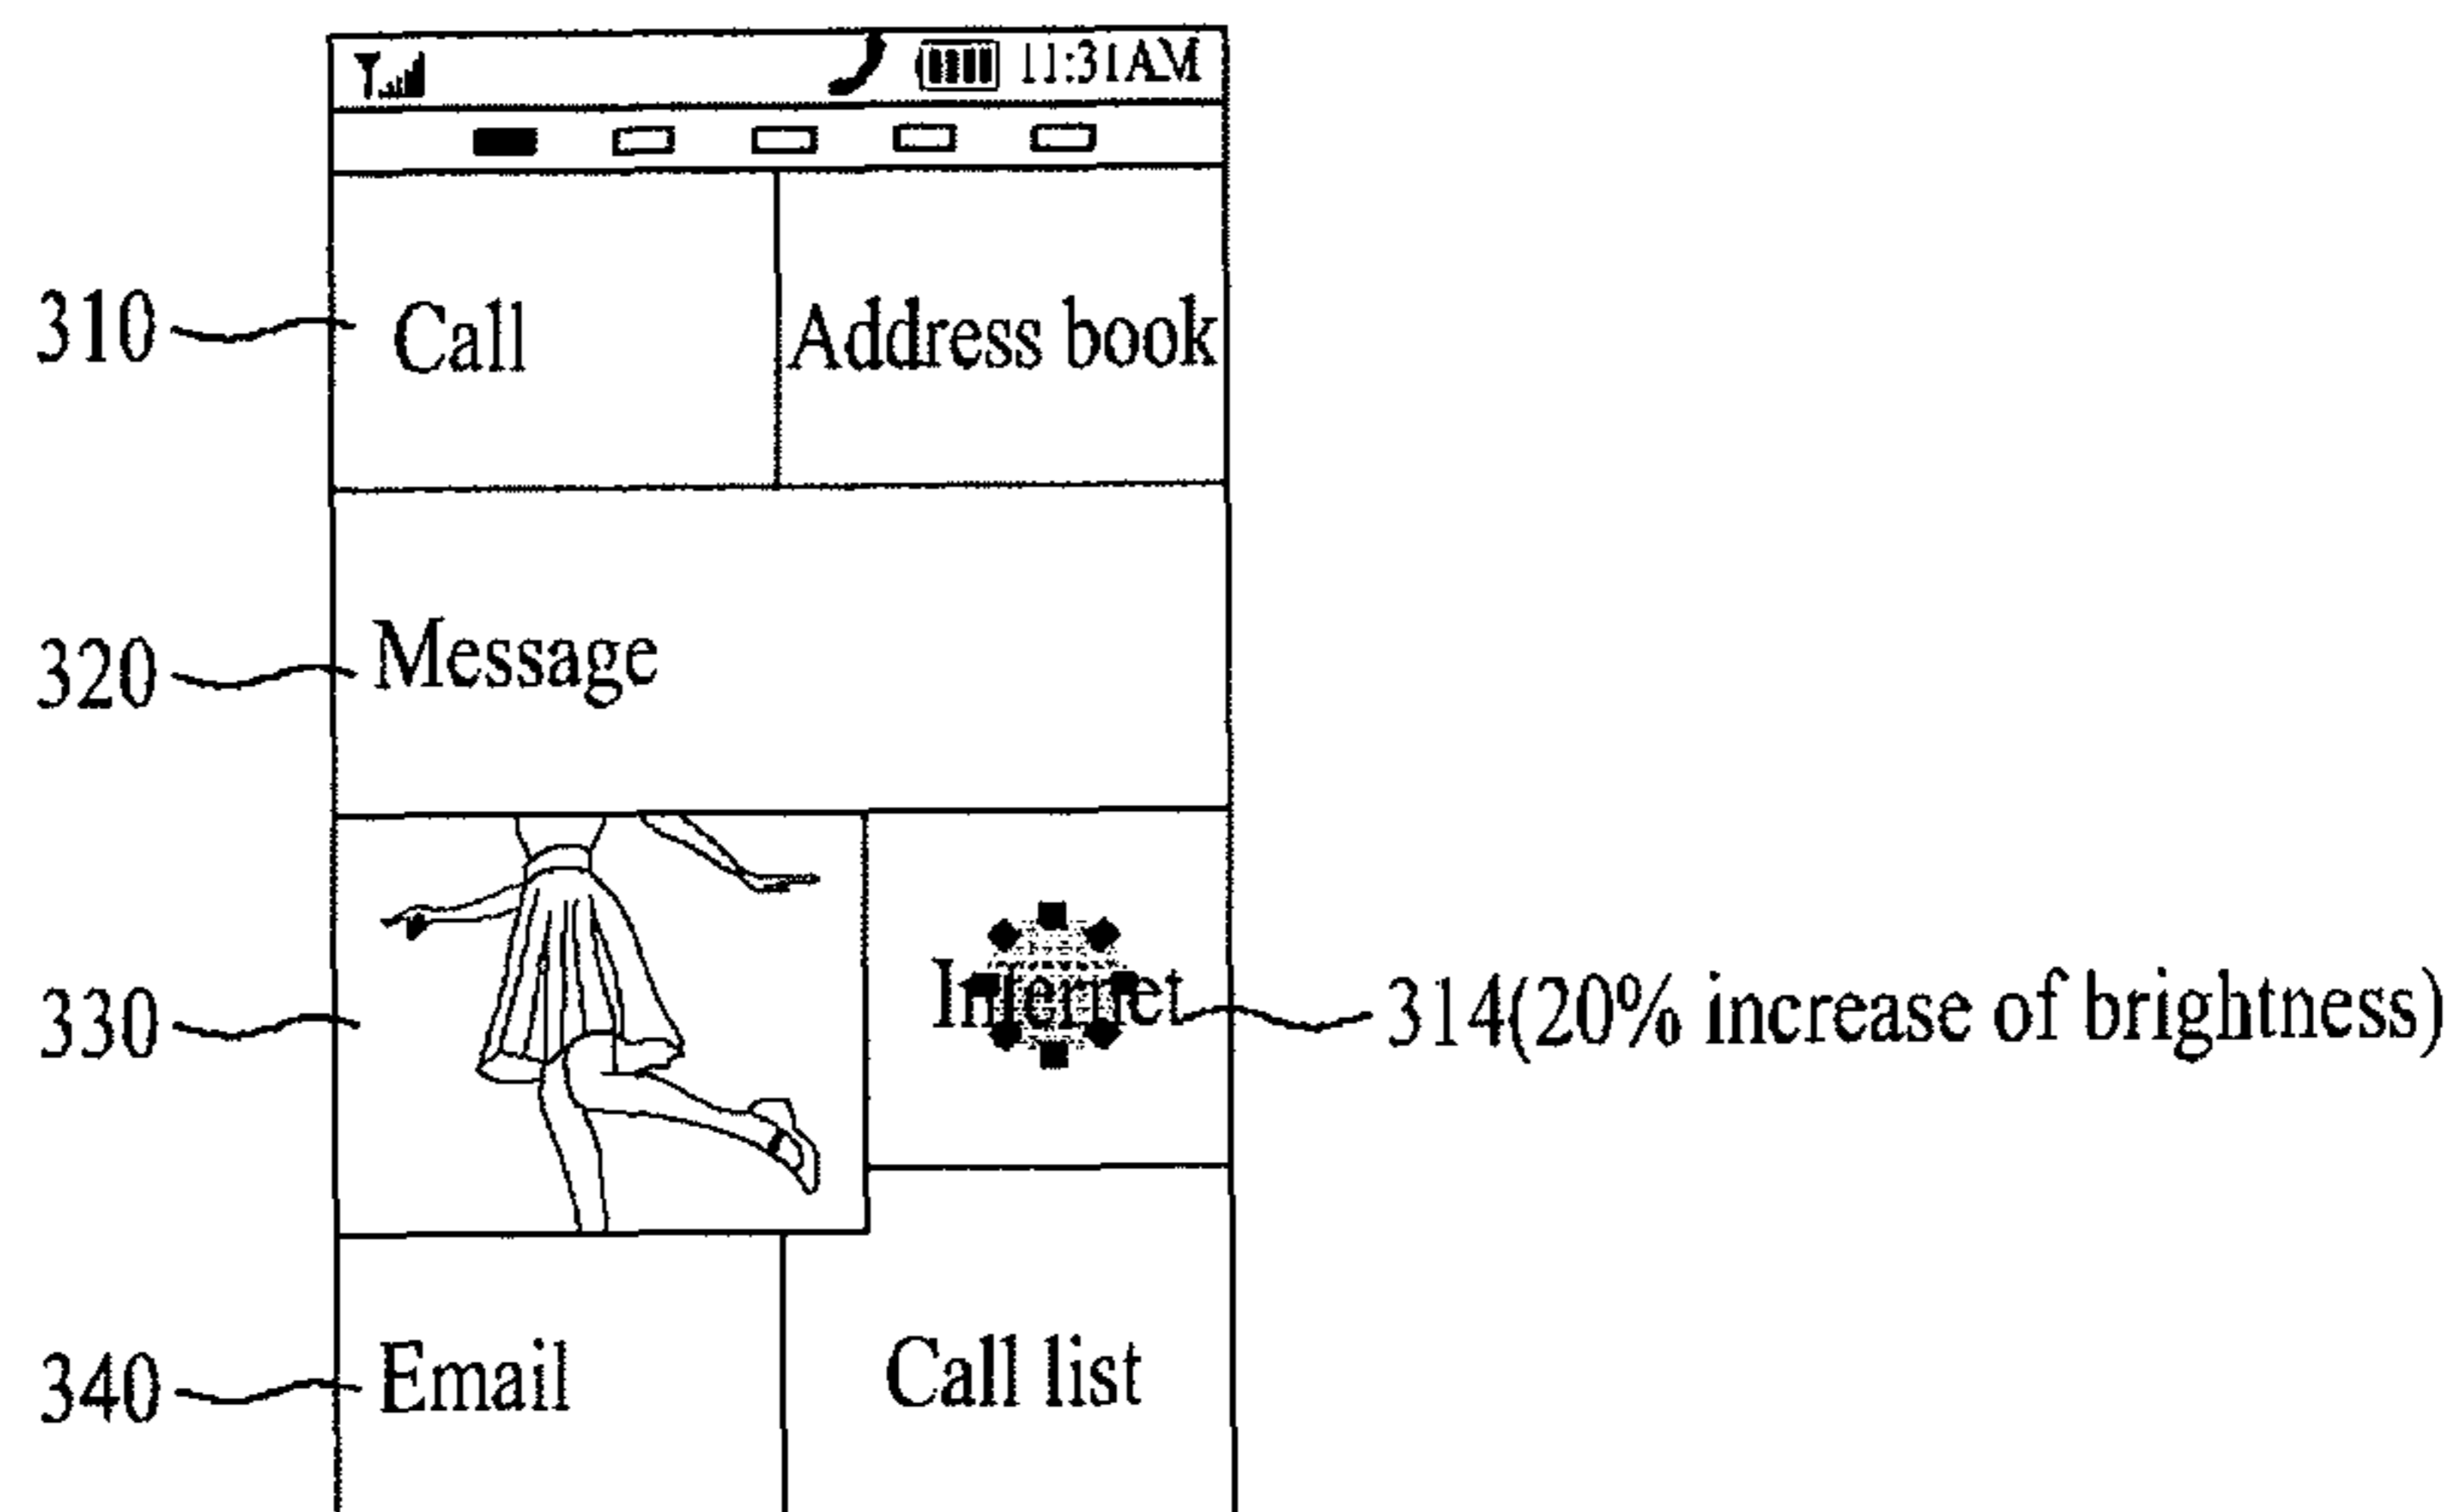 11:31AM
310 Call Address book
320 Message
330 Internet 314(20% increase of brightness)
340 Email Call list